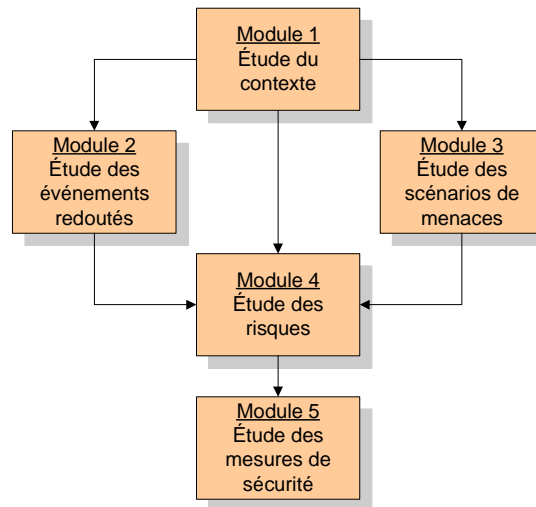 Module 1
Étude du
contexte
Module 2
Étude des
événements
redoutés
Module 3
Étude des
scénarios de
menaces
Module 4
Étude des
risques
Module 5
Étude des
mesures de
sécurité